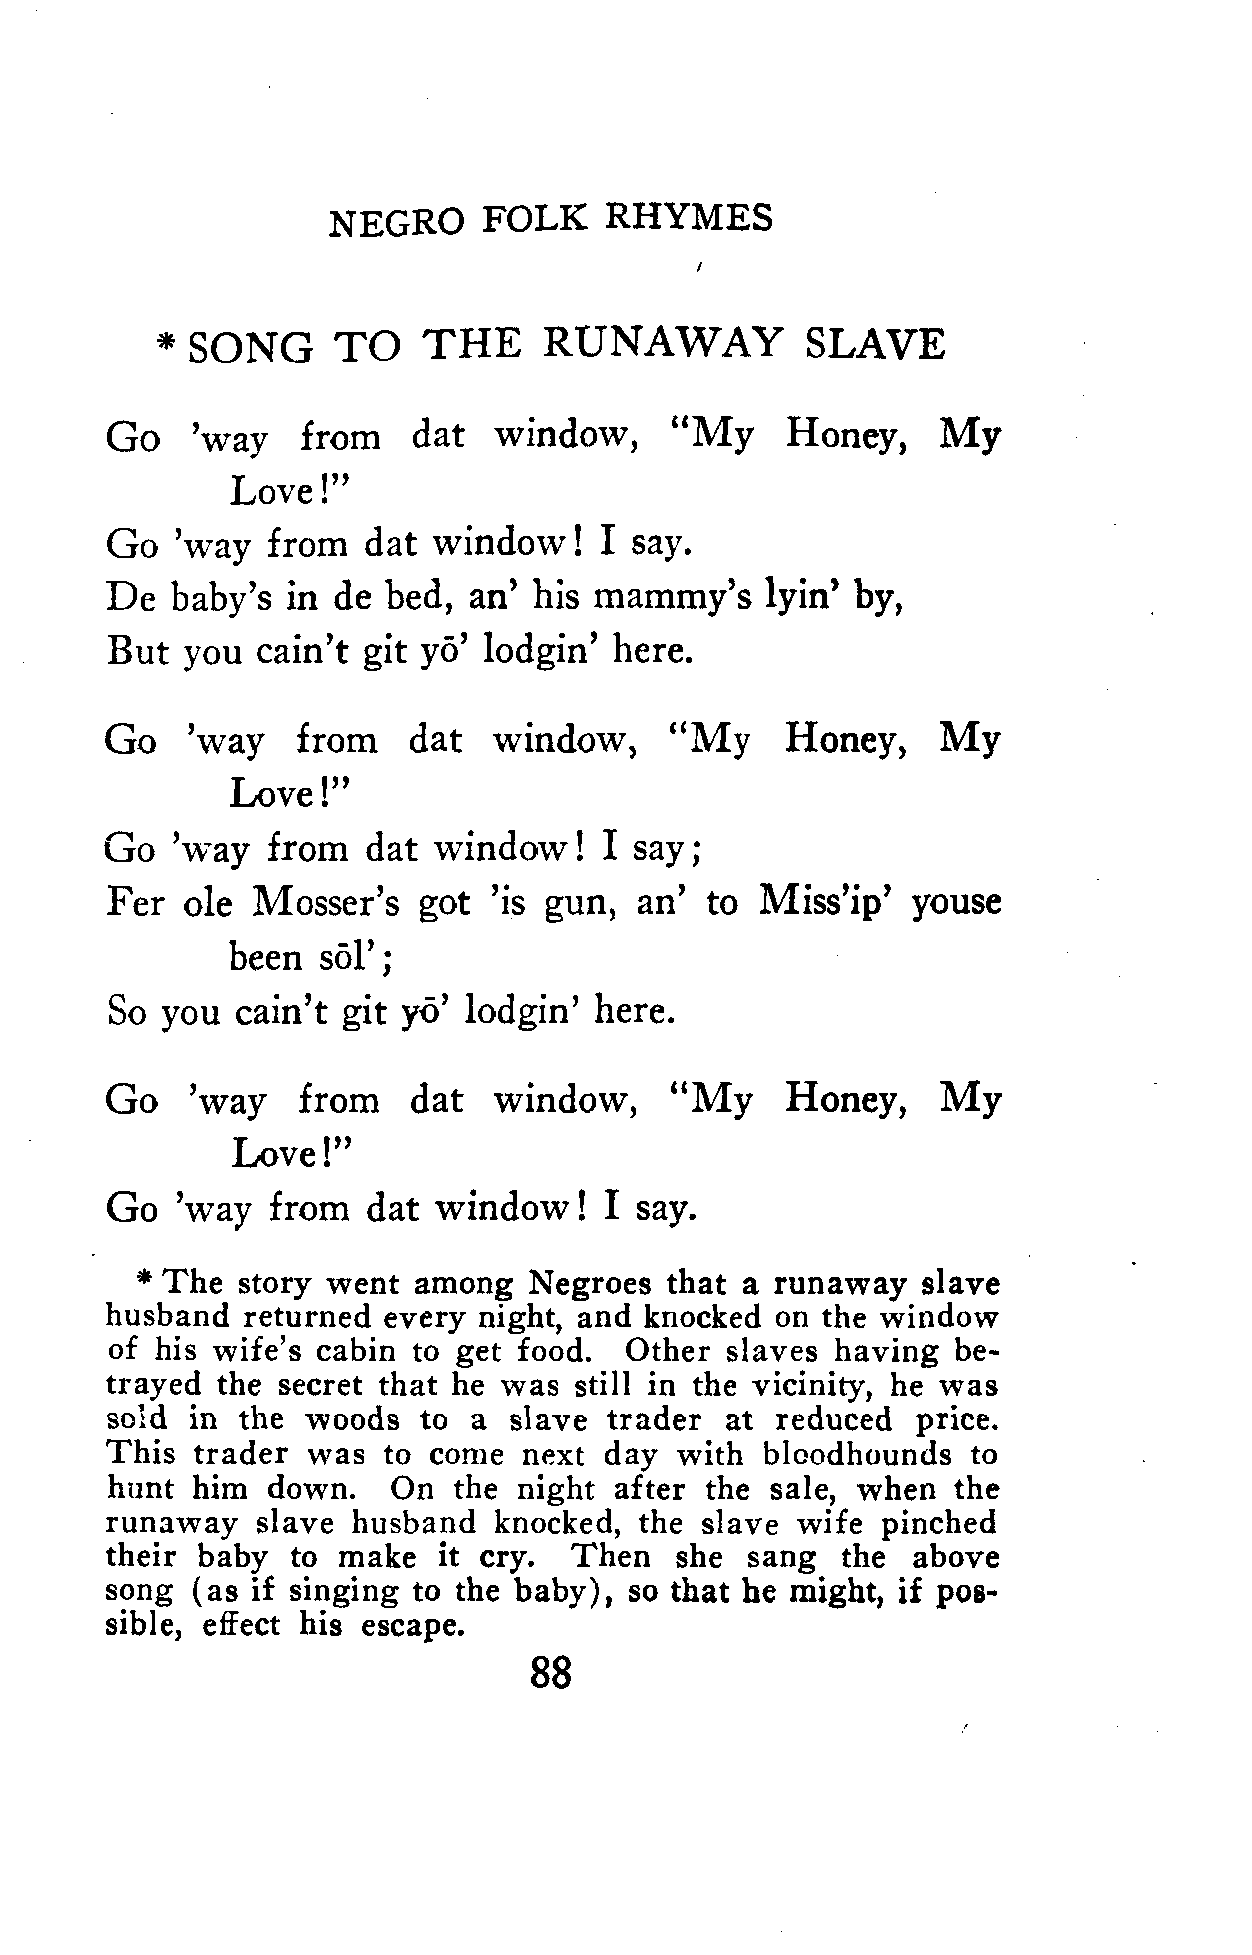 NEGRO FOLK RHYMES
* SONG TO THE RUNAWAY SLAVE
Go 'way from dat window, "My Honey, My
Love!"
Go 'way from dat window! I say.
De baby's in de bed, an' his mammy's lyin' by,
But you cain't git yō' lodgin' here.
Go 'way from dat window, "My Honey, My
Love!"
Go 'way from dat window! I say;
Fer ole Mosser's got 'is gun, an' to Miss'ip' youse
been sōl';
So you cain't git yō' lodgin' here.
Go 'way from dat window, "My Honey, My
Love!"
Go 'way from dat window! I say.
* The story went among Negroes that a runaway slave
husband returned every night, and knocked on the window
of his wife's cabin to get food. Other slaves having be-
trayed the secret that he was still in the vicinity, he was
sold in the woods to a slave trader at reduced price.
This trader was to come next day with bloodhounds to
hunt him down. On the night after the sale, when the
runaway slave husband knocked, the slave wife pinched
their baby to make it cry. Then she sang the above
song (as if singing to the baby), so that he might, if pos-
sible, effect his escape.
88